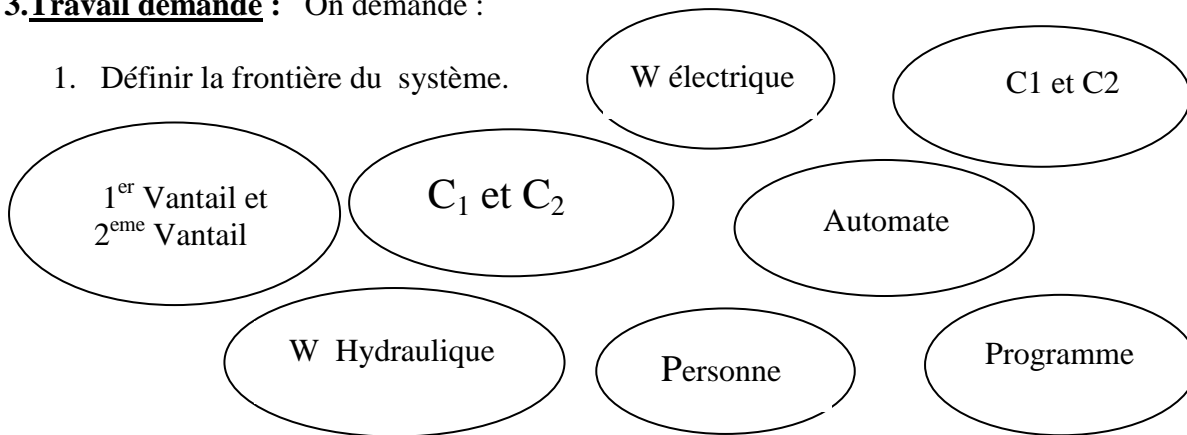 3.Travail demandé : On demande :
1. Définir la frontière du système.
W électrique
C1 et C2
1er Vantail et
2eme Vantail
C1 et C2
Automate
W Hydraulique
Personne
Programme